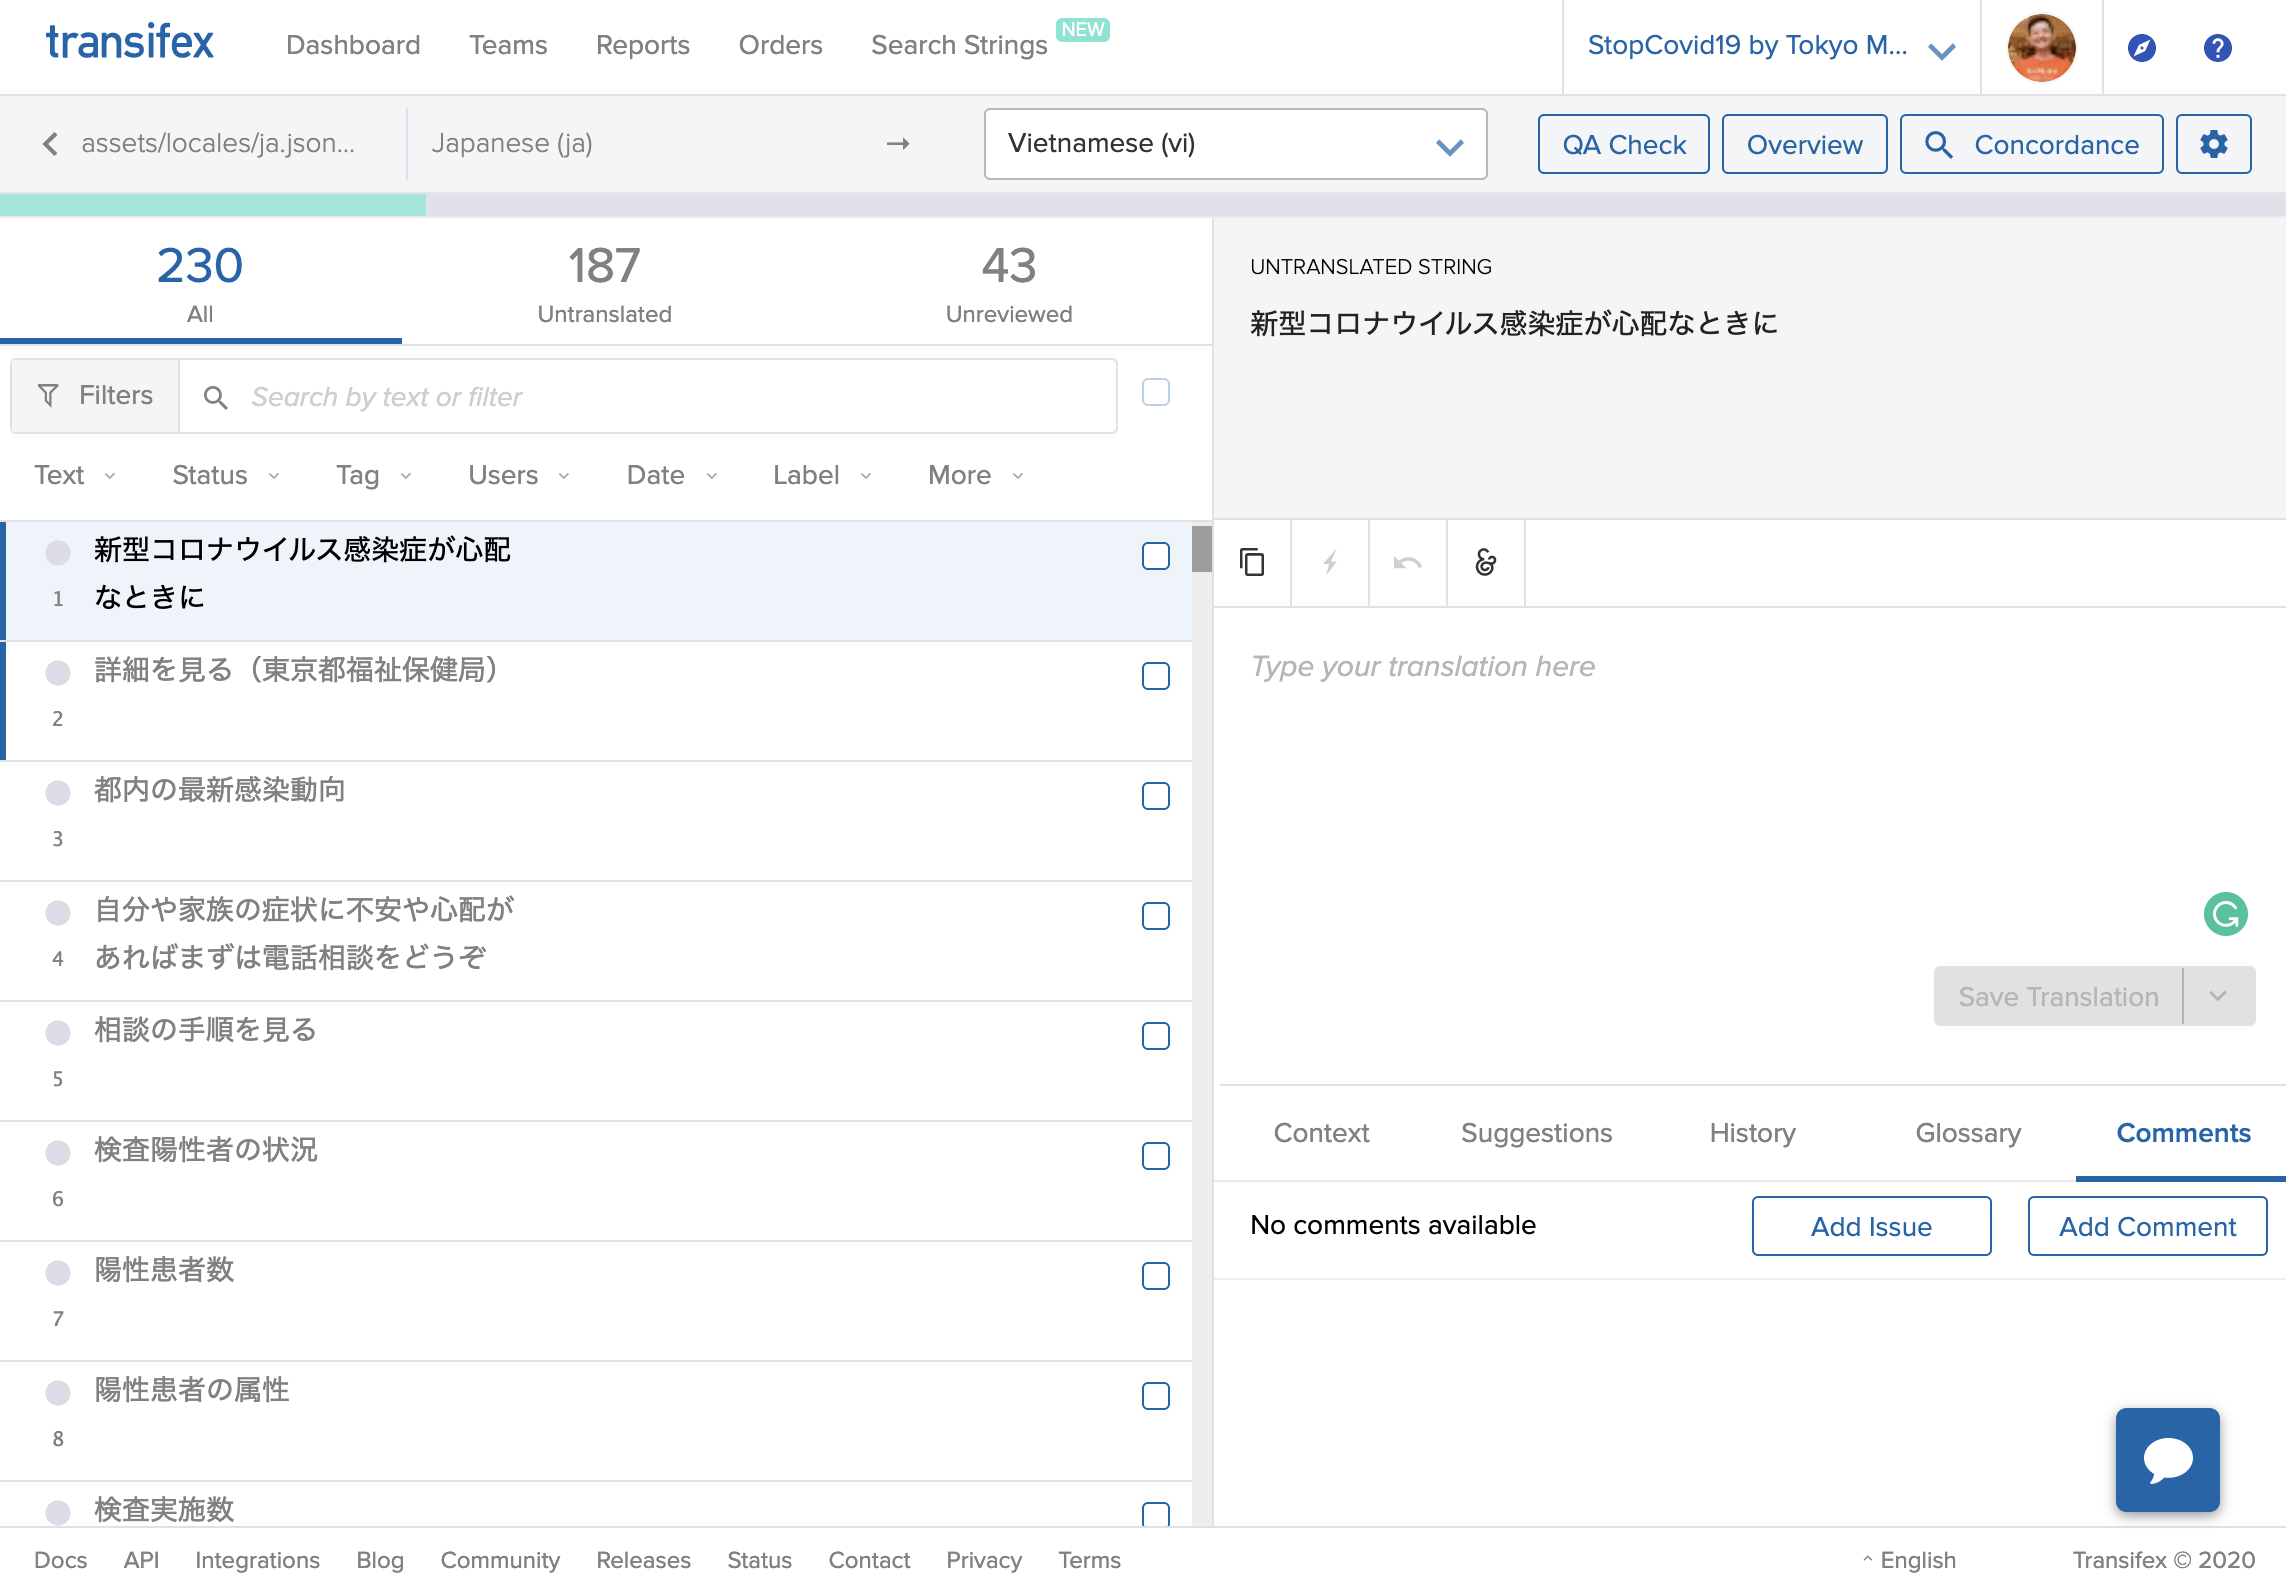 transifex
Dashboard
Teams
Reports
Orders
Search Strings
NEW
StopCovid19 by Tokyo M...
assets/locales/ja.json...
Japanese (ja)
→
Vietnamese (vi)
QA Check
Overview
Concordance
230
All
187
Untranslated
43
Unreviewed
Filters
Search by text or filter
Text
Status
Tag
Users
Date
Label
More
新型コロナウイルス感染症が心配
1 なときに
詳細を見る（東京都福祉保健局）
2
都内の最新感染動向
3
自分や家族の症状に不安や心配が
4 あればまずは電話相談をどうぞ
相談の手順を見る
5
検査陽性者の状況
6
陽性患者数
7
陽性患者の属性
8
検査実施数
UNTRANSLATED STRING
新型コロナウイルス感染症が心配なときに
Type your translation here
Save Translation
Context
Suggestions
History
Glossary
Comments
No comments available
Add Issue
Add Comment
Docs
API
Integrations
Blog
Community
Releases
Status
Contact
Privacy
Terms
English
Transifex © 2020